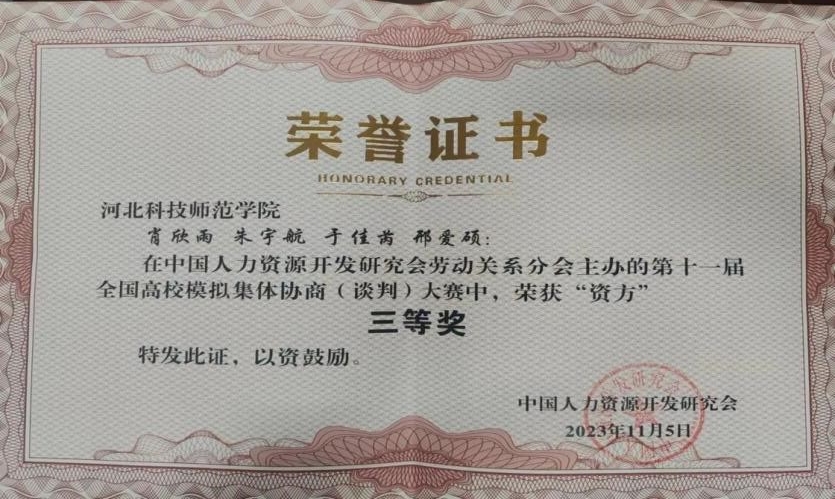 荣誉证书
HONORARY CREDENTIAL
河北科技师范学院
肖欣雨 朱宇航 于佳芮 邢爱硕：
在中国人力资源开发研究会劳动关系分会主办的第十一届
全国高校模拟集体协商（谈判）大赛中，荣获“资方”
三等奖
特发此证，以资鼓励。
中国人力资源开发研究会
2023年11月5日